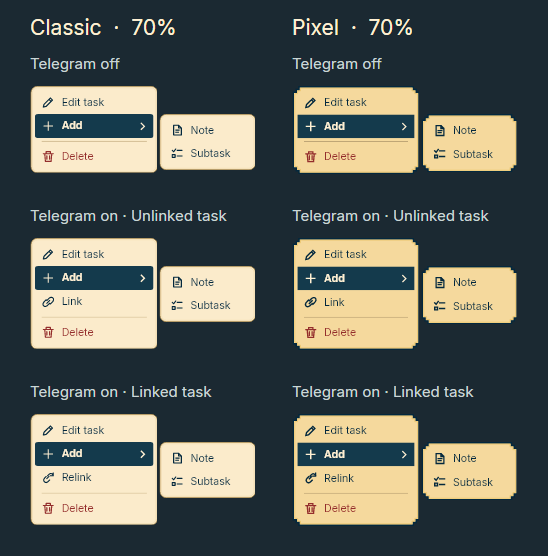 Classic · 70%
Telegram off
Edit task
Add
Delete
Note
Subtask
Telegram on · Unlinked task
Edit task
Add
Link
Delete
Note
Subtask
Telegram on · Linked task
Edit task
Add
Relink
Delete
Note
Subtask
Pixel · 70%
Telegram off
Edit task
Add
Delete
Note
Subtask
Telegram on · Unlinked task
Edit task
Add
Link
Delete
Note
Subtask
Telegram on · Linked task
Edit task
Add
Relink
Delete
Note
Subtask